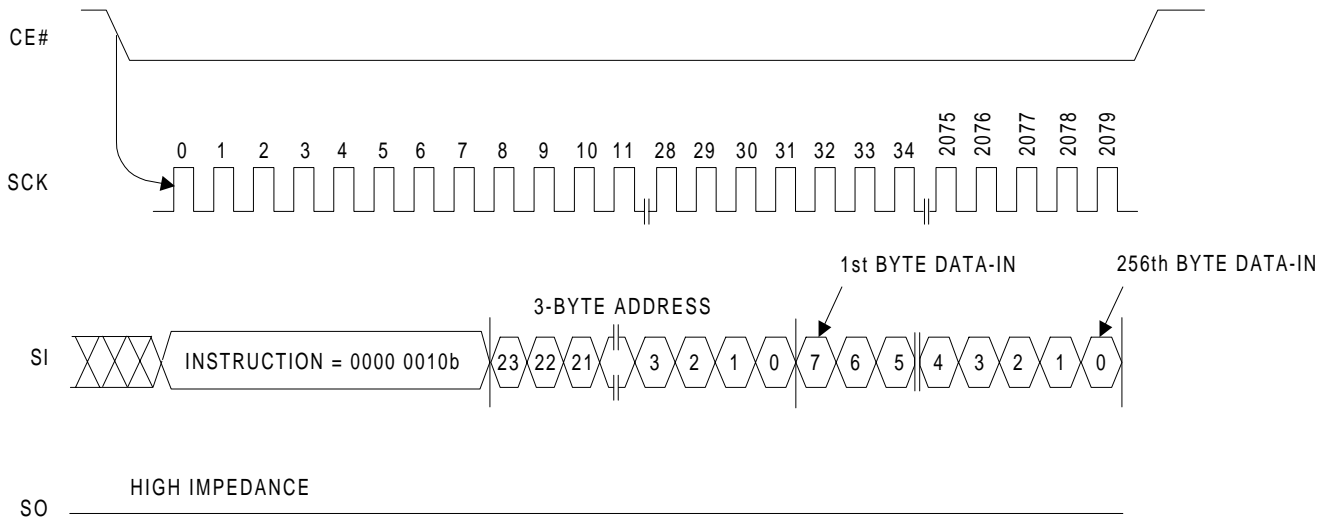 CE#
0 1 2 3 4 5 6 7 8 9 10 11 28 29 30 31 32 33 34 2075 2076 2077 2078 2079
SCK
1st BYTE DATA-IN 256th BYTE DATA-IN
3-BYTE ADDRESS
SI INSTRUCTION = 0000 0010b 23 22 21 3 2 1 0 7 6 5 4 3 2 1 0
HIGH IMPEDANCE
SO